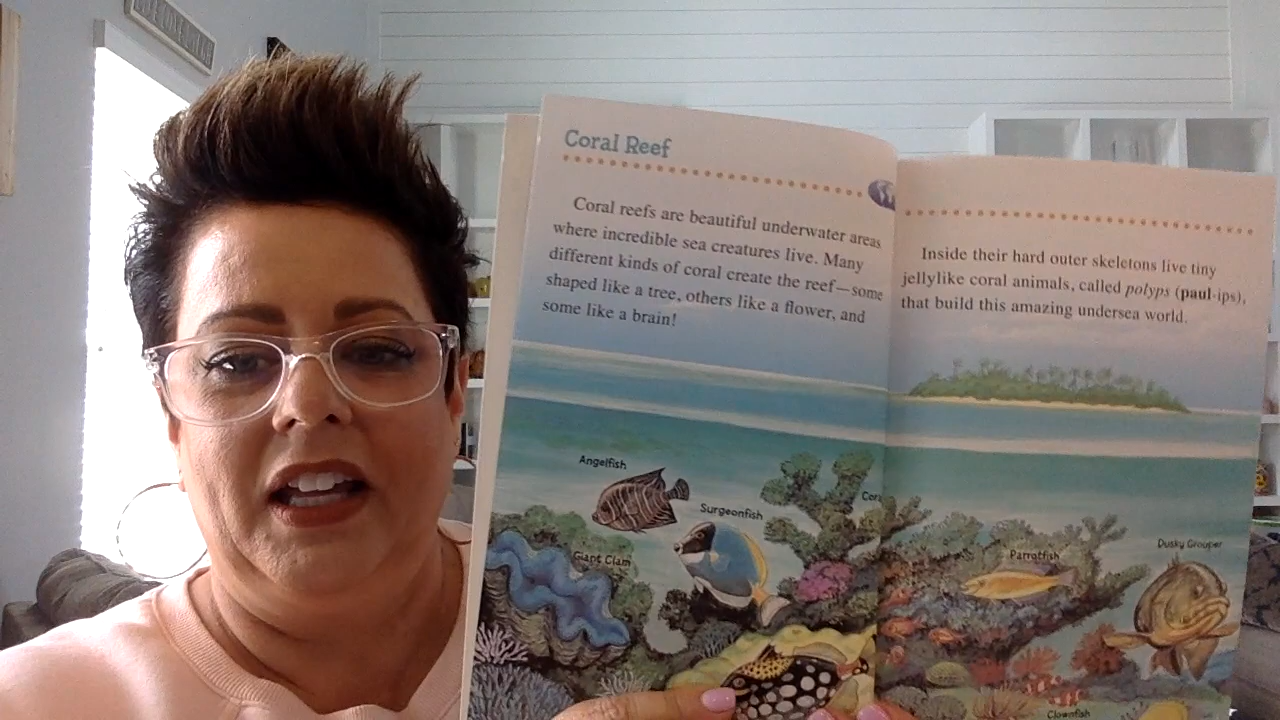 Coral Reef
Coral reefs are beautiful underwater areas
where incredible sea creatures live. Many
different kinds of coral create the reef—some
shaped like a tree, others like a flower, and
some like a brain!
Inside their hard outer skeletons live tiny
jellylike coral animals, called polyps (paul-ips),
that build this amazing undersea world.
Angelfish
Surgeonfish
Giant Clam
Parrotfish
Dusky Grouper
Clownfish